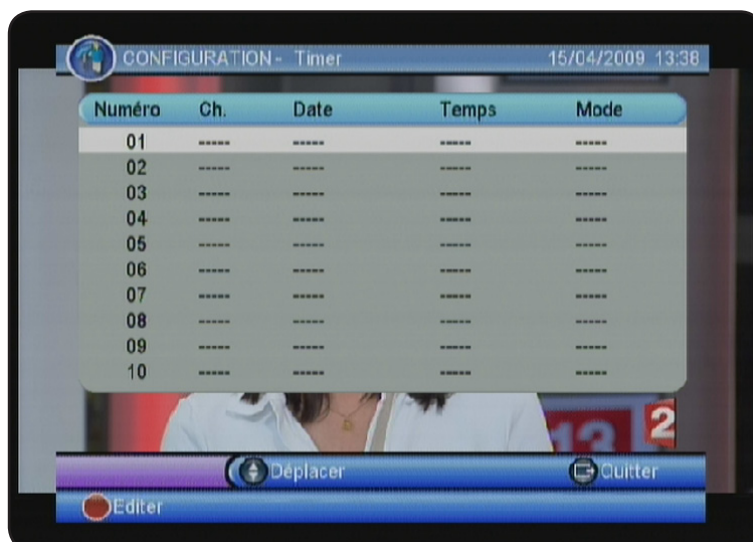 CONFIGURATION - Timer 15/04/2009 13:38
Numéro Ch. Date Temps Mode
01 ----- ----- ----- -----
02 ----- ----- ----- -----
03 ----- ----- ----- -----
04 ----- ----- ----- -----
05 ----- ----- ----- -----
06 ----- ----- ----- -----
07 ----- ----- ----- -----
08 ----- ----- ----- -----
09 ----- ----- ----- -----
10 ----- ----- ----- -----
13 2
Déplacer Quitter
Editer